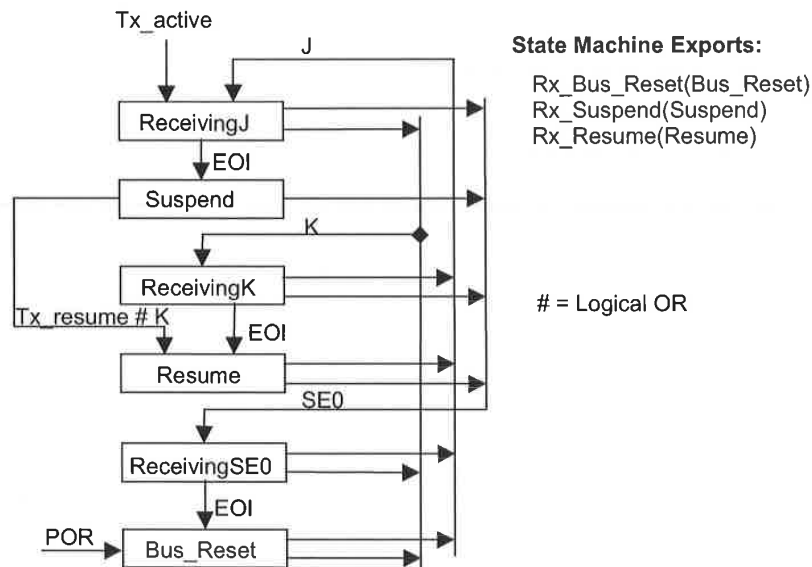 Tx_active
J
State Machine Exports:
Rx_Bus_Reset(Bus_Reset)
Rx_Suspend(Suspend)
Rx_Resume(Resume)
ReceivingJ
EOI
Suspend
K
ReceivingK
# = Logical OR
Tx_resume # K
EOI
Resume
SE0
ReceivingSE0
EOI
POR
Bus_Reset